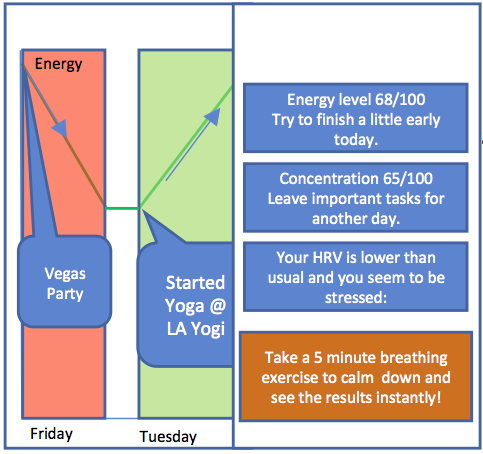 Energy
Vegas
Party
Started
Yoga @
LA Yogi
Friday
Tuesday
Energy level 68/100
Try to finish a little early
today.
Concentration 65/100
Leave important tasks for
another day.
Your HRV is lower than
usual and you seem to be
stressed:
Take a 5 minute breathing
exercise to calm down and
see the results instantly!